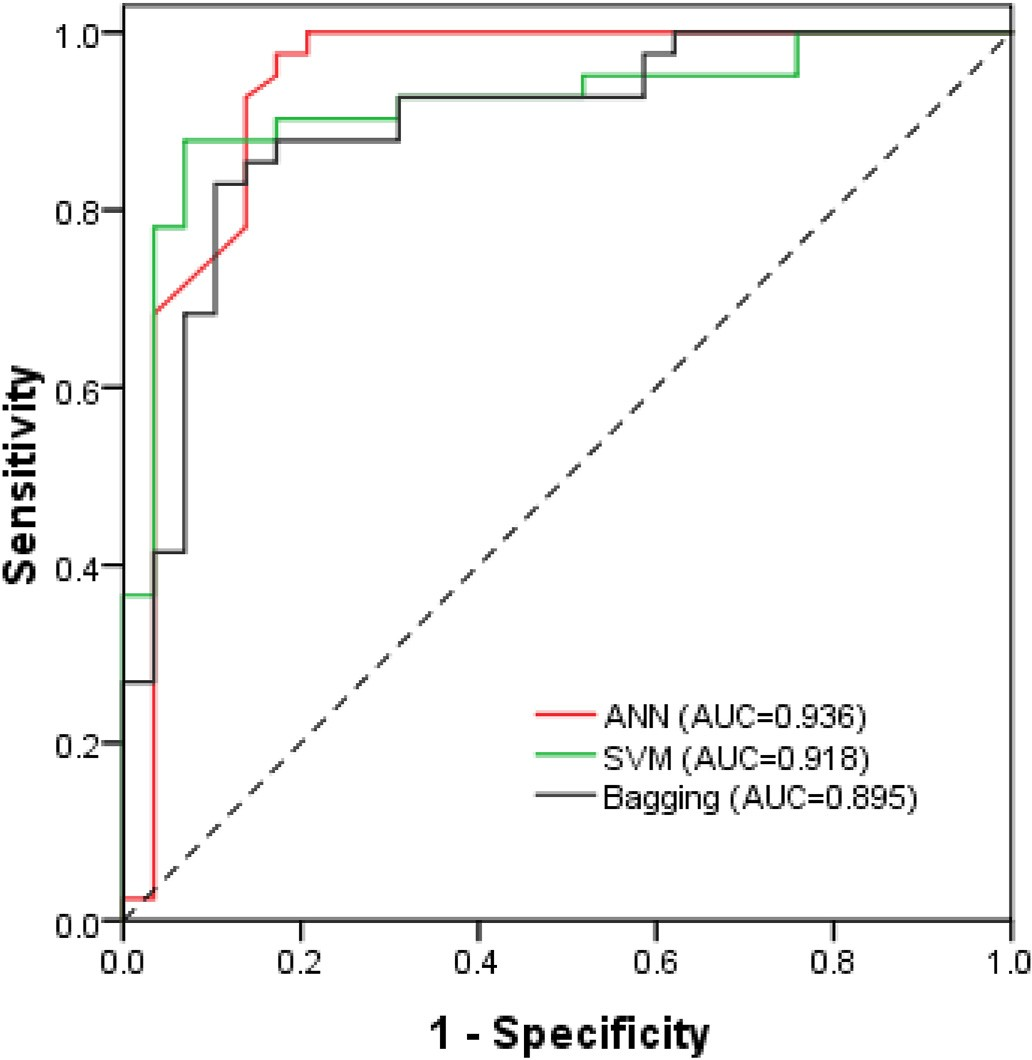 Sensitivity
1.0
0.8
0.6
0.4
0.2
0.0
ANN (AUC=0.936)
SVM (AUC=0.918)
Bagging (AUC=0.895)
0.0 0.2 0.4 0.6 0.8 1.0
1 - Specificity